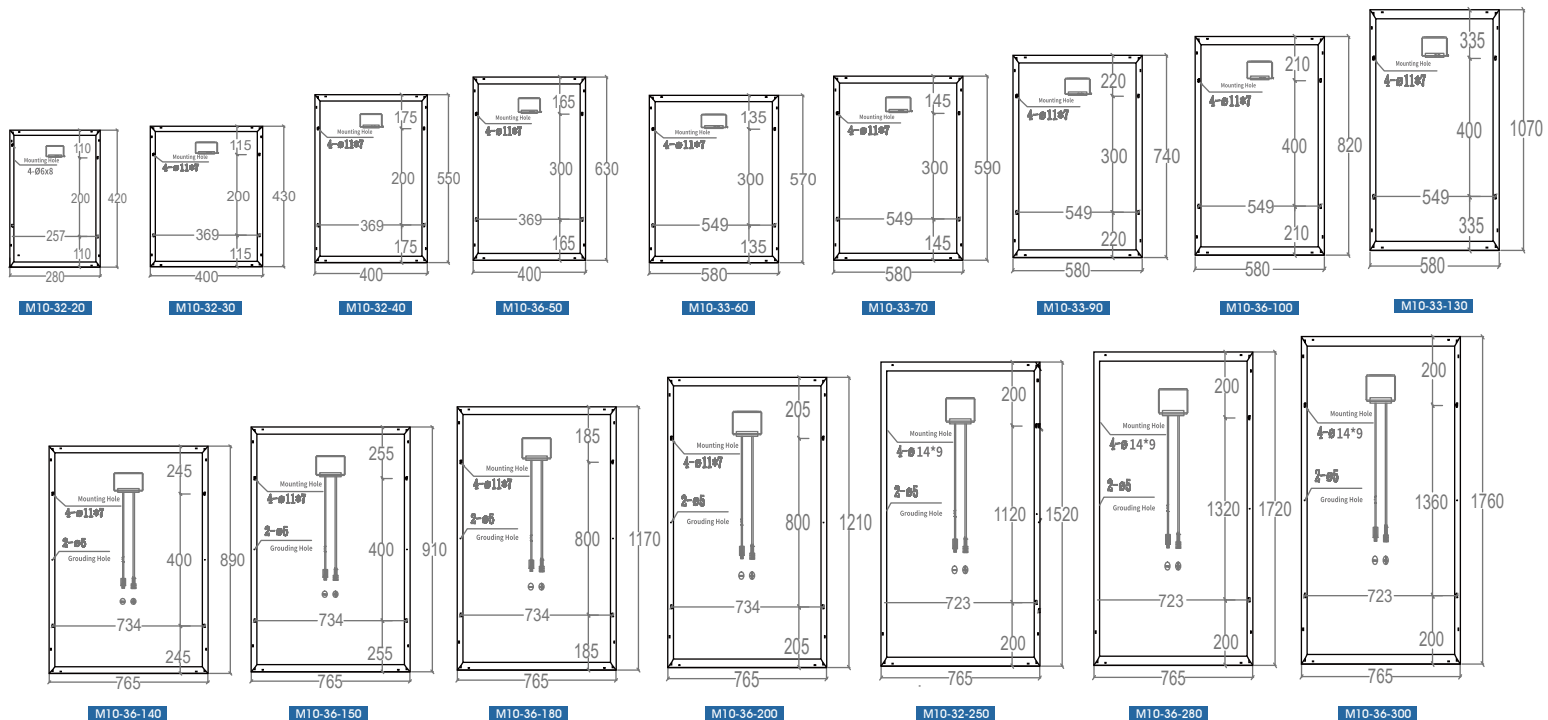 110
Mounting Hole
4-Ø6x8
200
420
257
110
280
M10-32-20
115
Mounting Hole
4-ø11*7
200
430
369
115
400
M10-32-30
175
Mounting Hole
4-ø11*7
200
550
369
175
400
M10-32-40
165
Mounting Hole
4-ø11*7
300
630
369
165
400
M10-36-50
135
Mounting Hole
4-ø11*7
300
570
549
135
580
M10-33-60
145
Mounting Hole
4-ø11*7
300
590
549
145
580
M10-33-70
220
Mounting Hole
4-ø11*7
300
740
549
220
580
M10-33-90
210
Mounting Hole
4-ø11*7
400
820
549
210
580
M10-36-100
335
Mounting Hole
4-ø11*7
400
1070
549
335
580
M10-33-130
245
Mounting Hole
4-ø11*7
2-ø5
Grouding Hole
400
890
734
245
765
M10-36-140
255
Mounting Hole
4-ø11*7
2-ø5
Grouding Hole
400
910
734
255
765
M10-36-150
185
Mounting Hole
4-ø11*7
2-ø5
Grouding Hole
800
1170
734
185
765
M10-36-180
205
Mounting Hole
4-ø11*7
2-ø5
Grouding Hole
800
1210
734
205
765
M10-36-200
200
Mounting Hole
4-ø14*9
2-ø5
Grouding Hole
1120
1520
723
200
765
M10-32-250
200
Mounting Hole
4-ø14*9
2-ø5
Grouding Hole
1320
1720
723
200
765
M10-36-280
200
Mounting Hole
4-ø14*9
2-ø5
Grouding Hole
1360
1760
723
200
765
M10-36-300